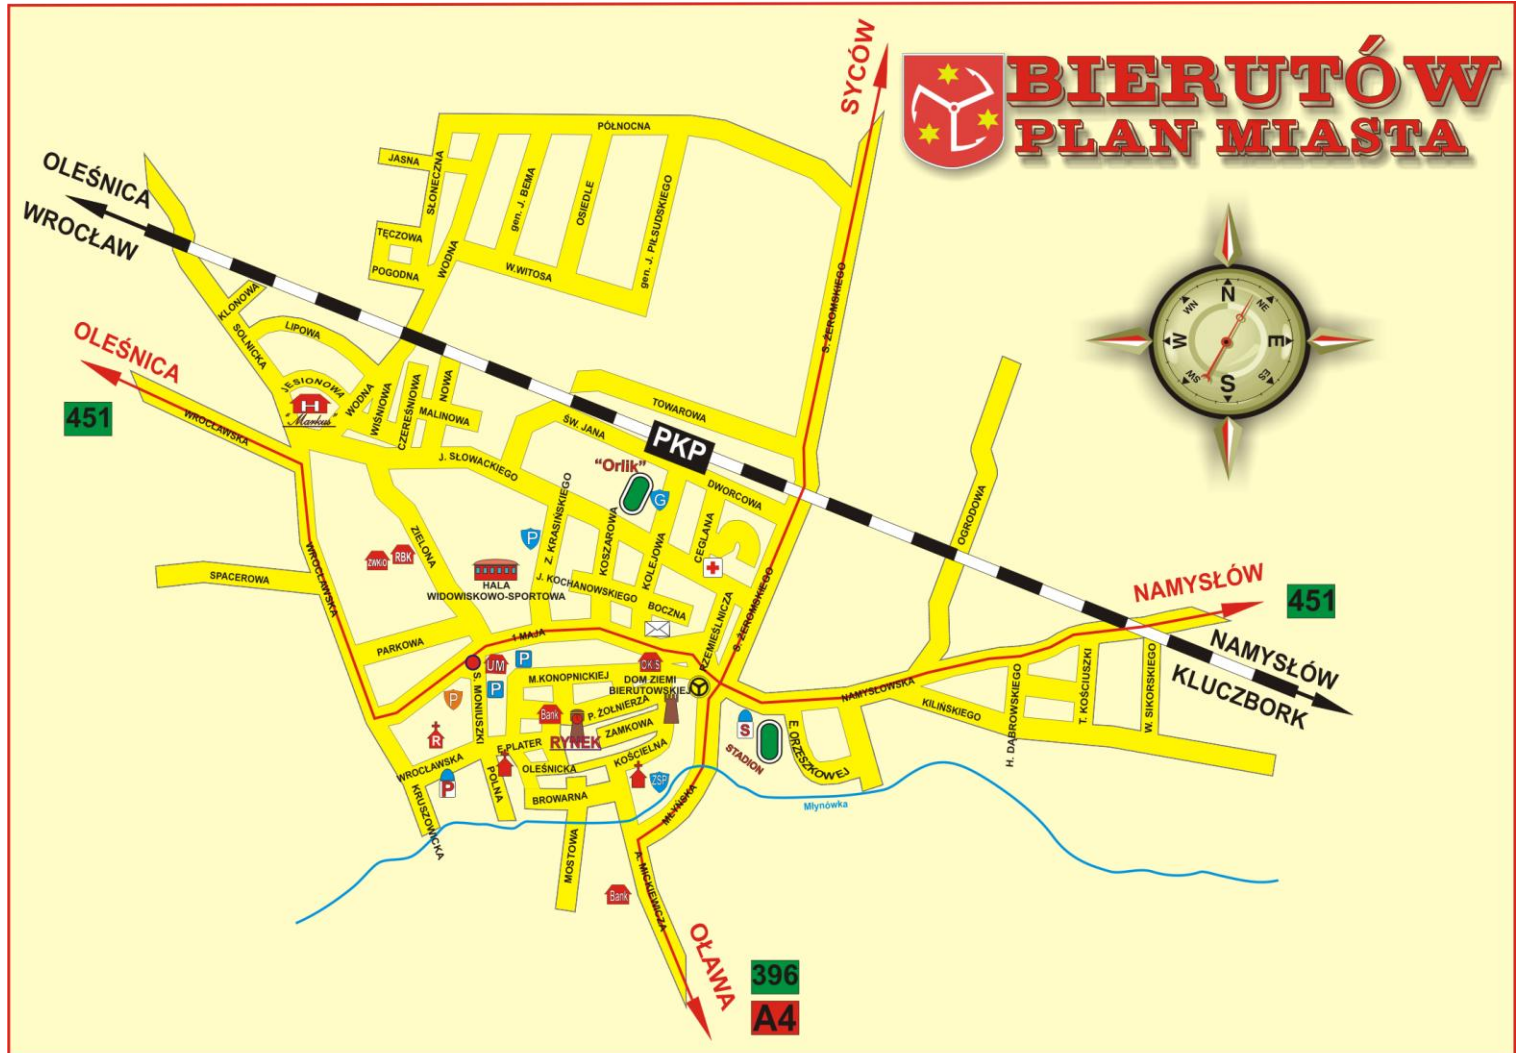 BIERUTÓW
PLAN MIASTA
SYCÓW
OLEŚNICA
WROCŁAW
OLEŚNICA
451
PÓŁNOCNA
JASNA
SŁONECZNA
gen. J. BEMA
OSIEDLE
gen. J. PIŁSUDSKIEGO
TĘCZOWA
POGODNA
WODNA
W.WITOSA
S. ŻEROMSKIEGO
N
NE
E
ES
S
SW
W
WN
KLONOWA
SOLNICKA
LIPOWA
JESIONOWA
H
"Markus"
WODNA
WIŚNIOWA
CZEREŚNIOWA
NOWA
MALINOWA
WROCŁAWSKA
J. SŁOWACKIEGO
ŚW. JANA
TOWAROWA
PKP
"Orlik"
G
DWORCOWA
OGRODOWA
ZIELONA
ZWKiO
RBK
P
Z. KRASIŃSKIEGO
KOSZAROWA
KOLEJOWA
CEGLANA
HALA
WIDOWISKOWO-SPORTOWA
J. KOCHANOWSKIEGO
BOCZNA
RZEMIEŚLNICZA
S. ŻEROMSKIEGO
SPACEROWA
WROCŁAWSKA
PARKOWA
1 MAJA
NAMYSŁÓW
451
NAMYSŁÓW
KLUCZBORK
UM
P
P
P
S. MONIUSZKI
M.KONOPNICKIEJ
DOM ZIEMI
BIERUTOWSKIEJ
P. ŻOŁNIERZA
ZAMKOWA
Bank
RYNEK
E.PLATER
OLEŚNICKA
KOŚCIELNA
R
WROCŁAWSKA
P
POLNA
KRUSZOWICKA
BROWARNA
MOSTOWA
ZSP
MŁYŃSKA
S
STADION
E. ORZESZKOWEJ
NAMYSŁOWSKA
KILIŃSKIEGO
H. DĄBROWSKIEGO
T. KOŚCIUSZKI
W. SIKORSKIEGO
Młynówka
Bank
A. MICKIEWICZA
OŁAWA
396
A4